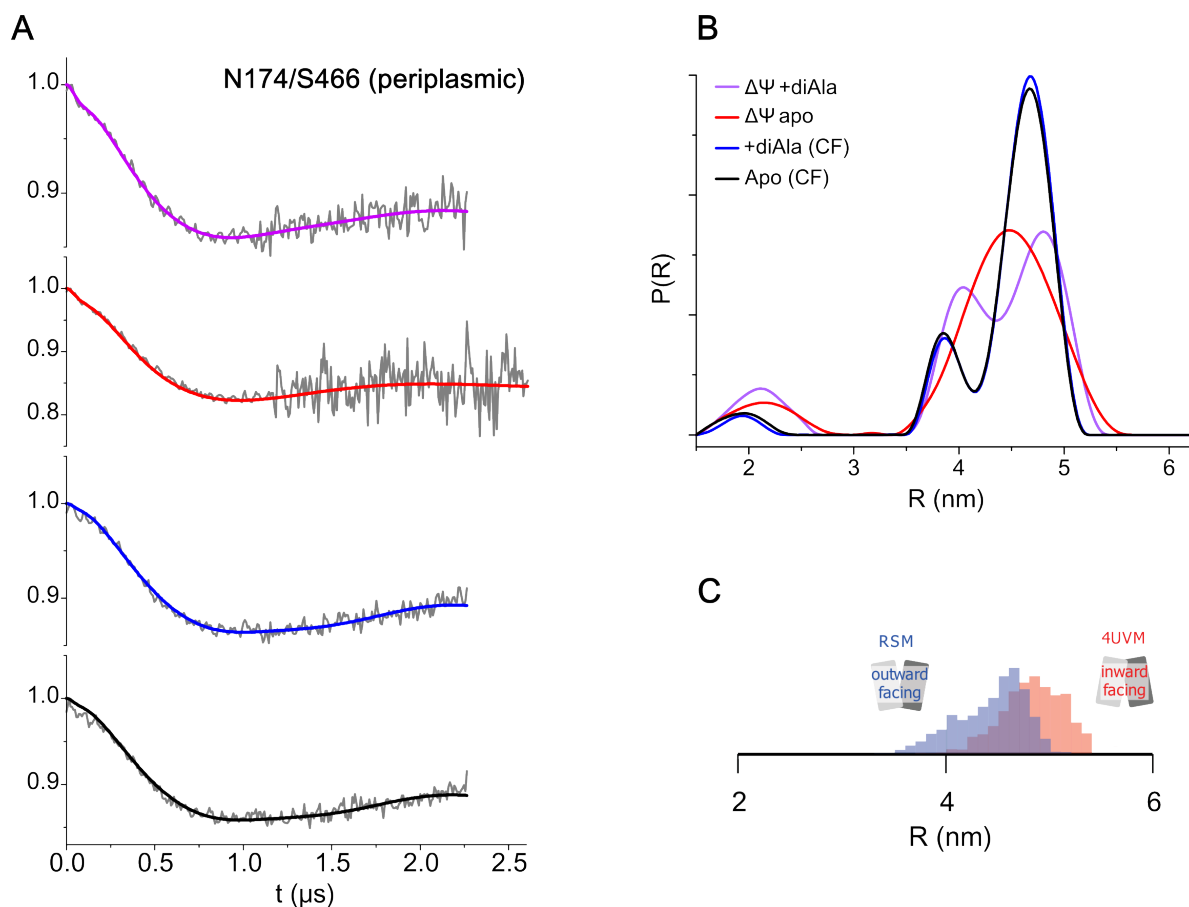 A
N174/S466 (periplasmic)
1.0
0.9
1.0
0.9
0.8
1.0
0.9
1.0
0.9
0.0 0.5 1.0 1.5 2.0 2.5
t (μs)
B
ΔΨ +diAla
ΔΨ apo
+diAla (CF)
Apo (CF)
P(R)
2 3 4 5 6
R (nm)
C
RSM
outward
facing
4UVM
inward
facing
2 4 6
R (nm)